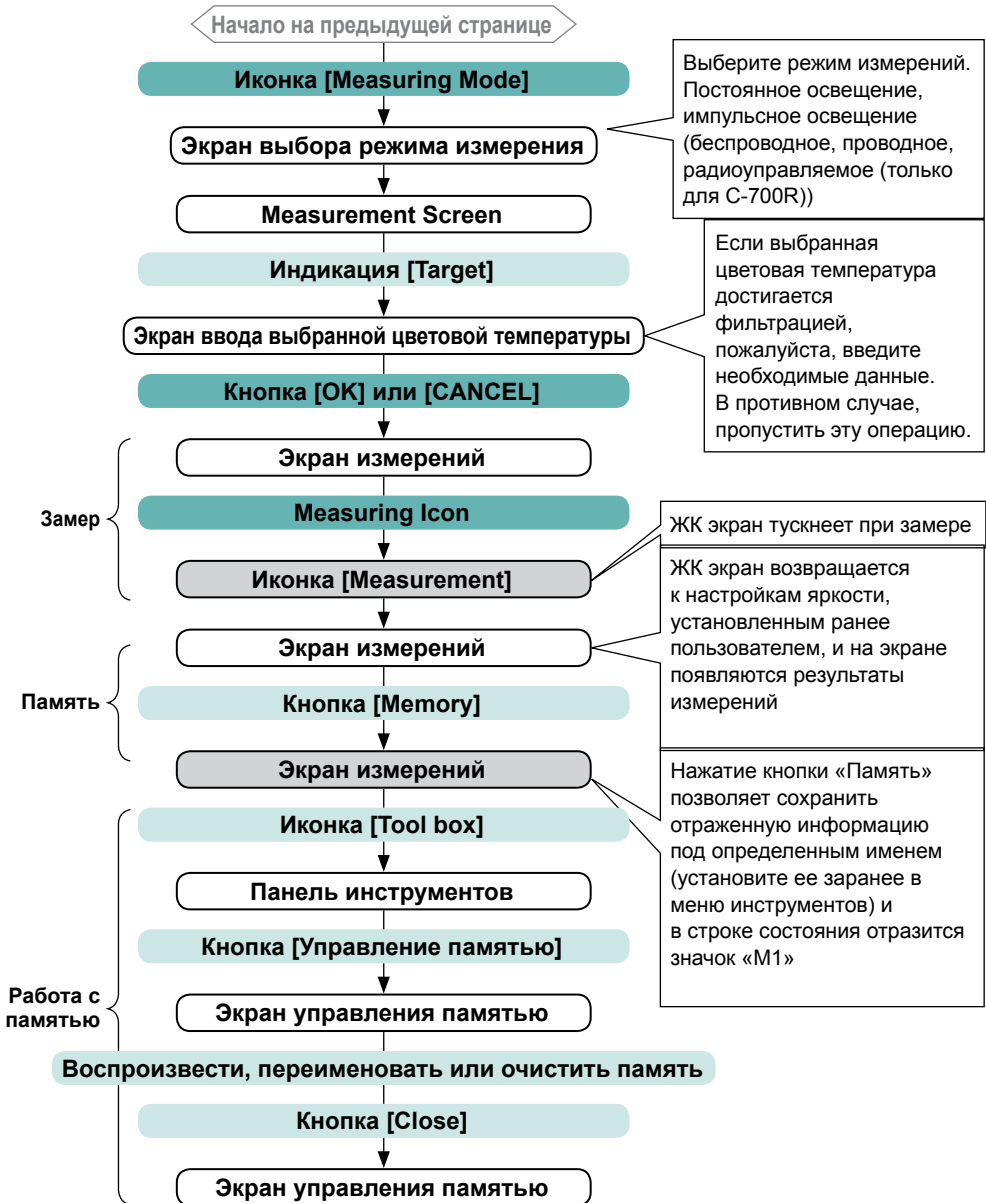 Начало на предыдущей странице
Иконка [Measuring Mode]
Экран выбора режима измерения
Выберите режим измерений.
Постоянное освещение,
импульсное освещение
(беспроводное, проводное,
радиоуправляемое (только
для C-700R))
Measurement Screen
Индикация [Target]
Экран ввода выбранной цветовой температуры
Если выбранная
цветовая температура
достигается
фильтрацией,
пожалуйста, введите
необходимые данные.
В противном случае,
пропустить эту операцию.
Кнопка [OK] или [CANCEL]
Замер
Экран измерений
Measuring Icon
Иконка [Measurement]
ЖК экран тускнеет при замере
Память
Экран измерений
ЖК экран возвращается
к настройкам яркости,
установленным ранее
пользователем, и на экране
появляются результаты
измерений
Кнопка [Memory]
Экран измерений
Нажатие кнопки «Память»
позволяет сохранить
отраженную информацию
под определенным именем
(установите ее заранее в
меню инструментов) и
в строке состояния отразится
значок «M1»
Работа с
памятью
Иконка [Tool box]
Панель инструментов
Кнопка [Управление памятью]
Экран управления памятью
Воспроизвести, переименовать или очистить память
Кнопка [Close]
Экран управления памятью